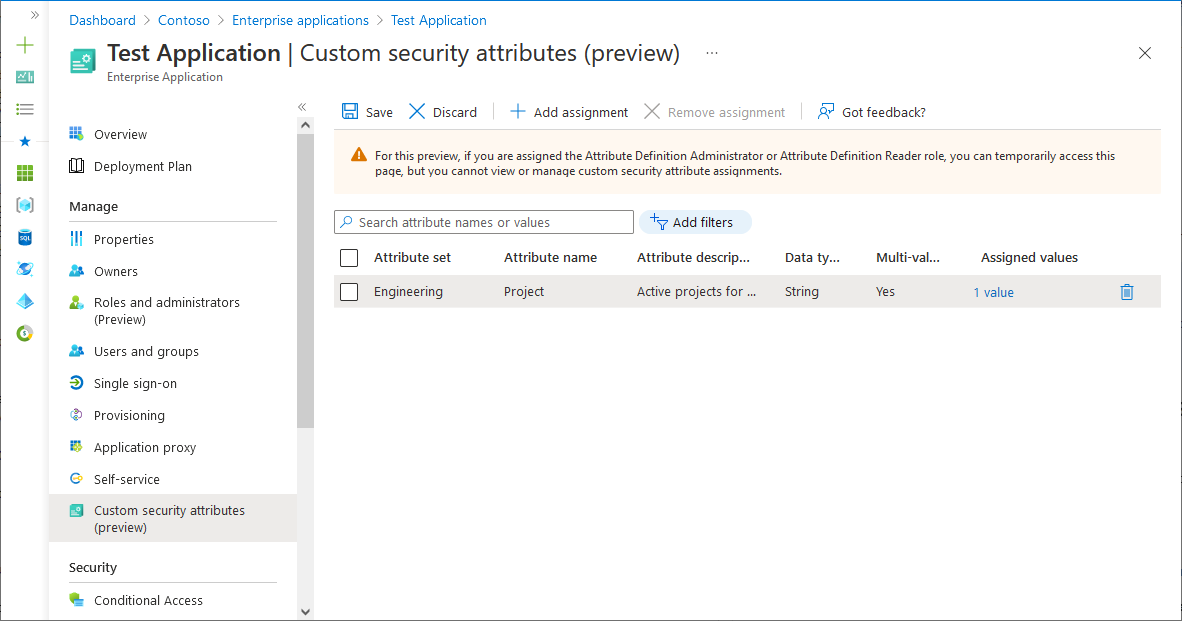 Dashboard > Contoso > Enterprise applications > Test Application
Test Application | Custom security attributes (preview) ...
Enterprise Application
Overview
Deployment Plan
Manage
Properties
Owners
Roles and administrators
(Preview)
Users and groups
Single sign-on
Provisioning
Application proxy
Self-service
Custom security attributes
(preview)
Security
Conditional Access
Save Discard Add assignment Remove assignment Got feedback?
For this preview, if you are assigned the Attribute Definition Administrator or Attribute Definition Reader role, you can temporarily access this
page, but you cannot view or manage custom security attribute assignments.
Search attribute names or values Add filters
Attribute set Attribute name Attribute descrip... Data ty... Multi-val... Assigned values
Engineering Project Active projects for ... String Yes 1 value